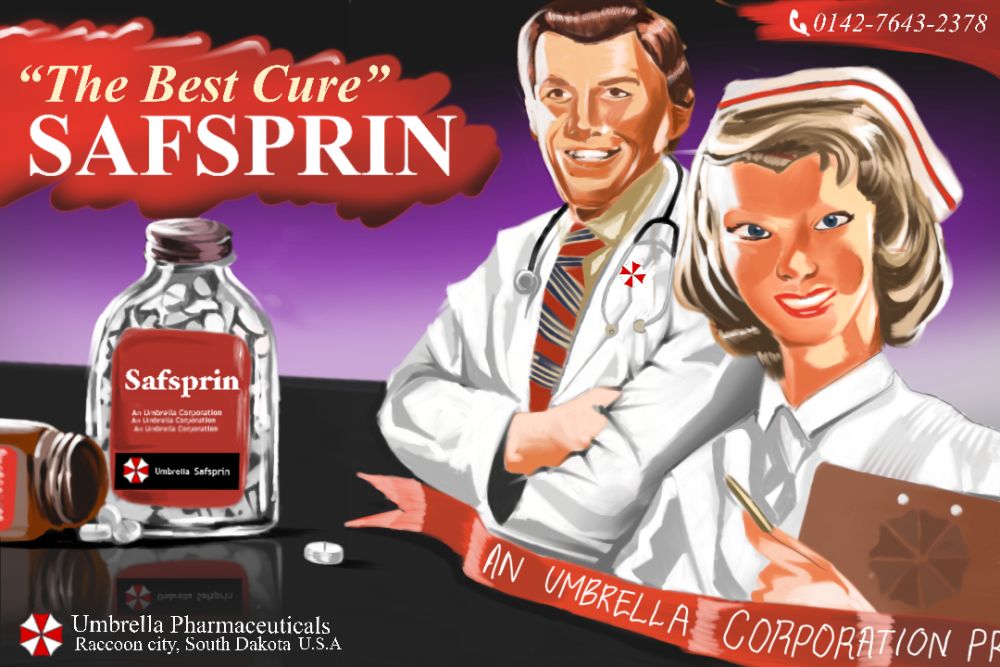 0142-7643-2378
“The Best Cure”
SAFSPRIN
Safsprin
An Umbrella Corporation
An Umbrella Corporation
An Umbrella Corporation
Umbrella Safsprin
AN UMBRELLA CORPORATION PR
Umbrella Pharmaceuticals
Raccoon city, South Dakota U.S.A